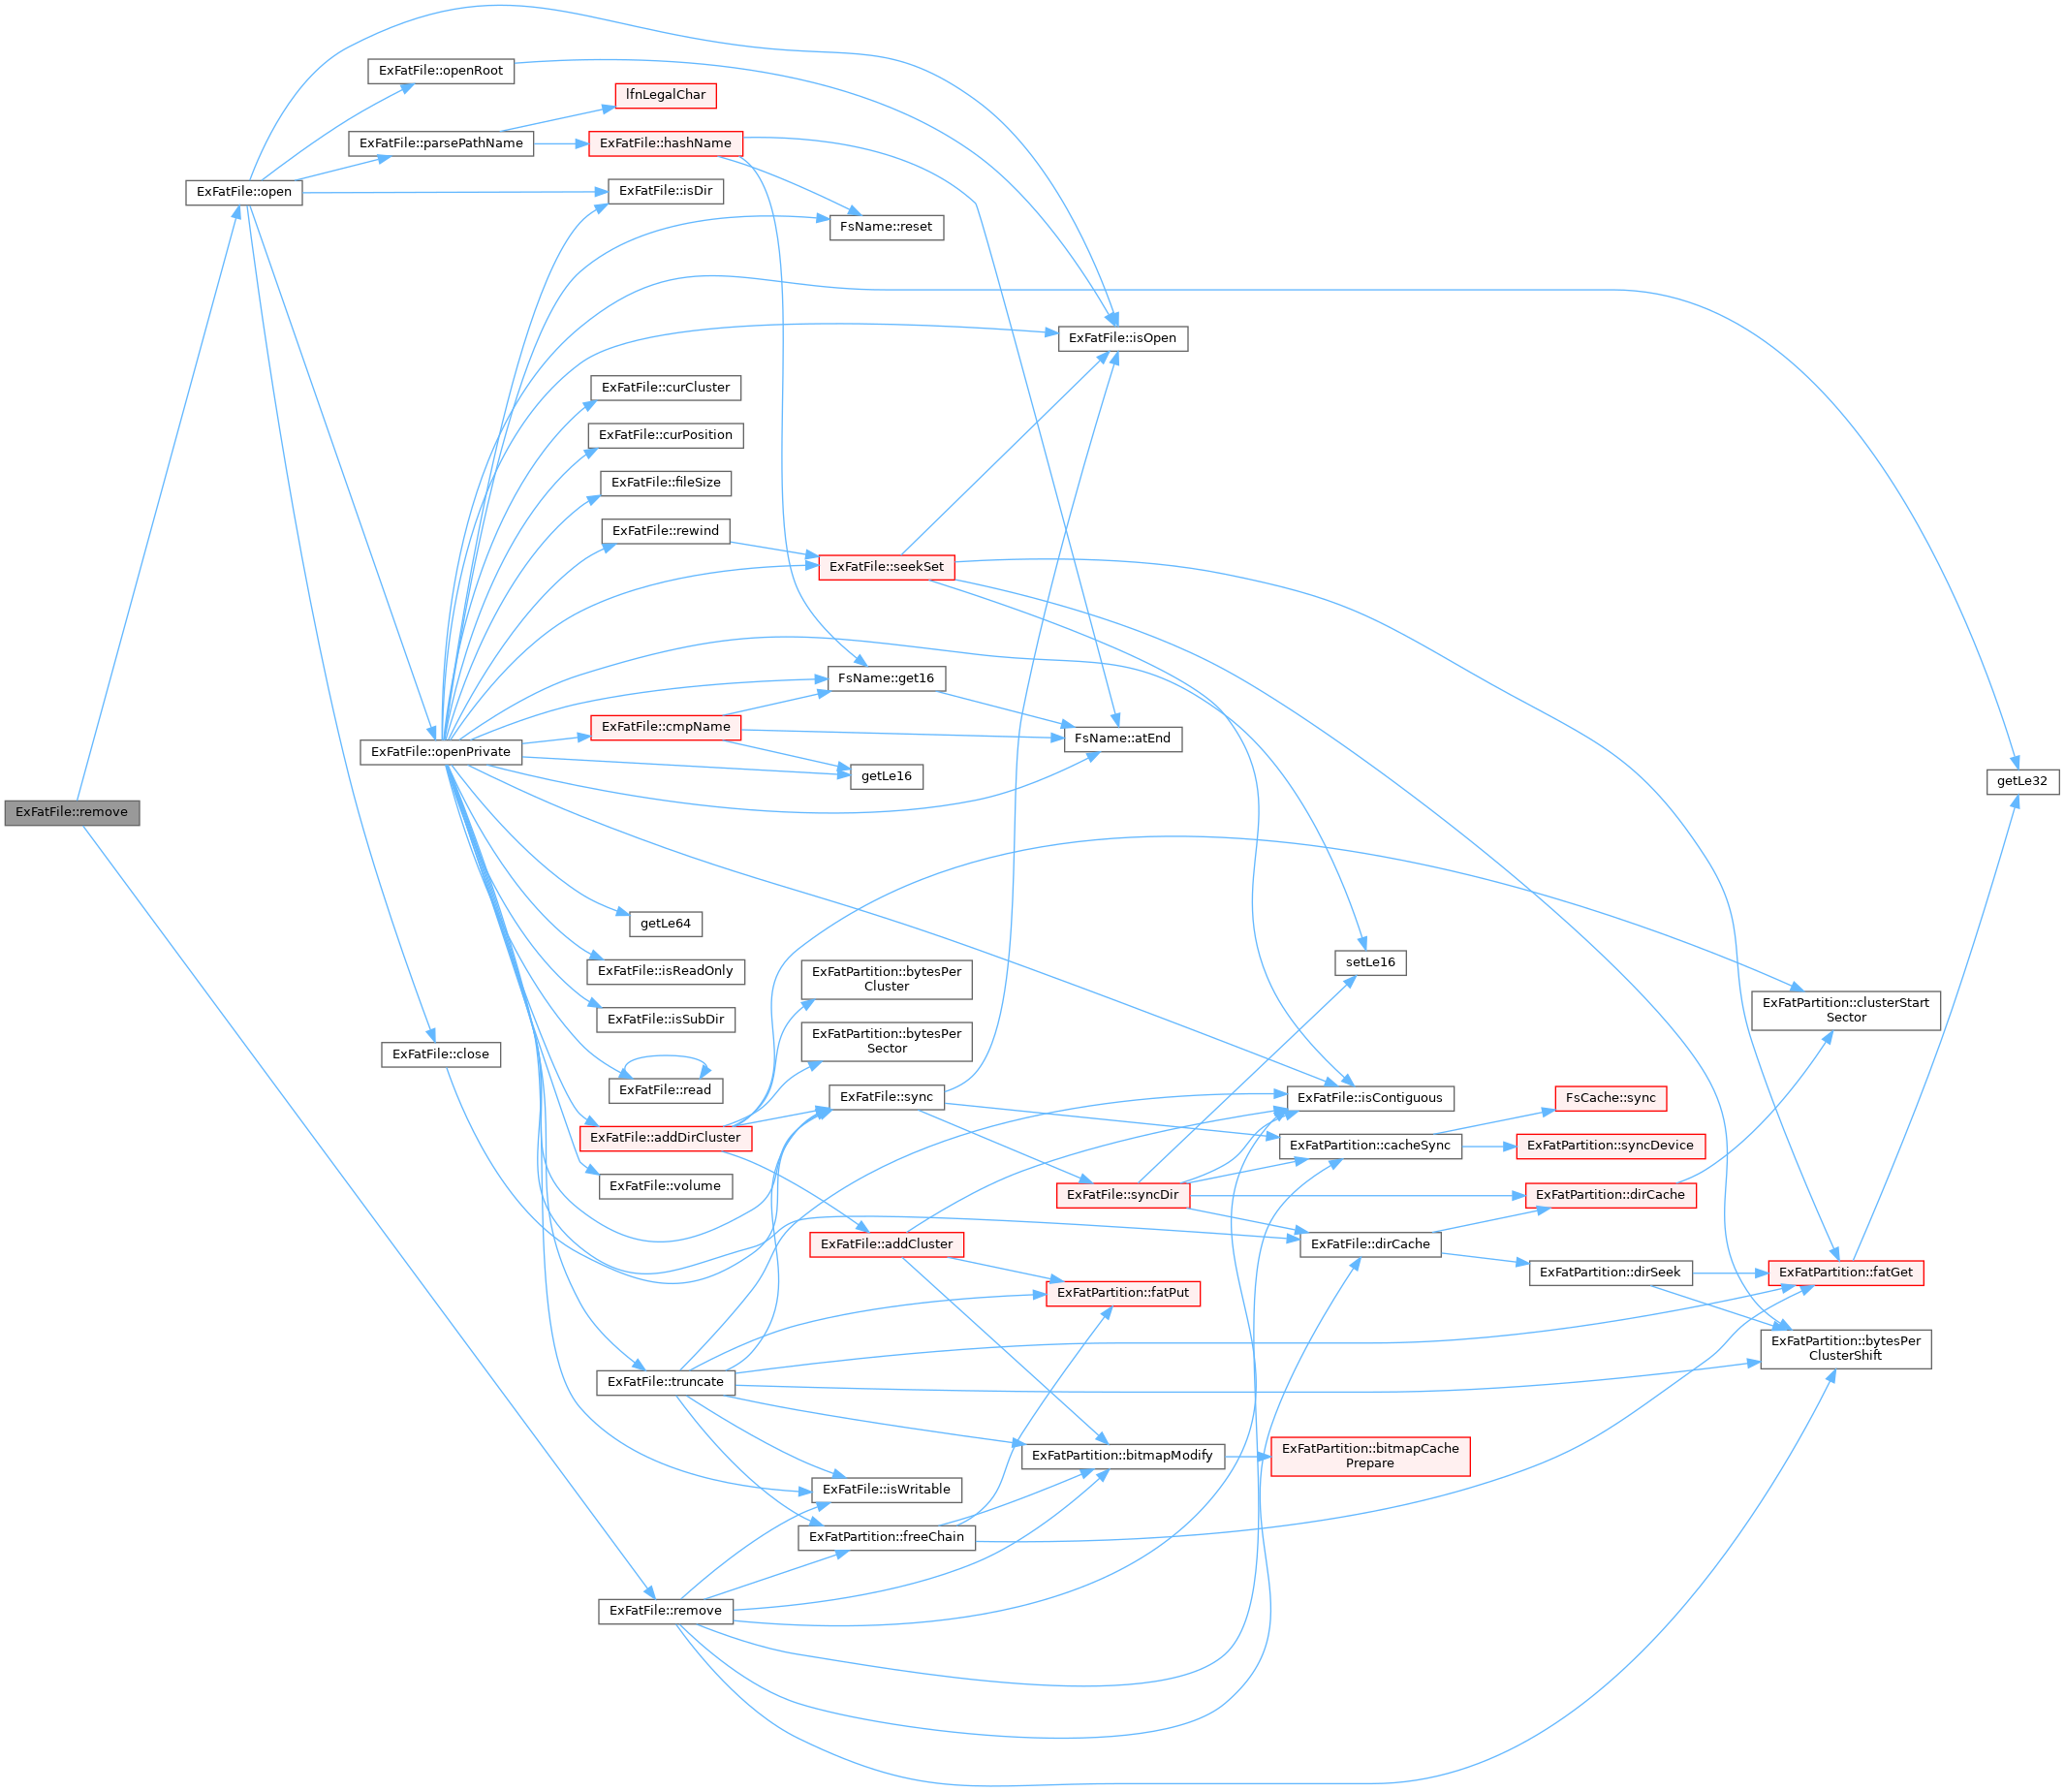 ExFatFile::openRoot
lfnLegalChar
ExFatFile::parsePathName
ExFatFile::hashName
ExFatFile::open
ExFatFile::isDir
FsName::reset
ExFatFile::isOpen
ExFatFile::curCluster
ExFatFile::curPosition
ExFatFile::fileSize
ExFatFile::rewind
ExFatFile::seekSet
FsName::get16
ExFatFile::cmpName
FsName::atEnd
ExFatFile::openPrivate
getLe16
getLe32
ExFatFile::remove
getLe64
setLe16
ExFatFile::isReadOnly
ExFatPartition::bytesPer
Cluster
ExFatPartition::clusterStart
Sector
ExFatFile::isSubDir
ExFatPartition::bytesPer
Sector
ExFatFile::close
ExFatFile::read
ExFatFile::sync
ExFatFile::isContiguous
FsCache::sync
ExFatFile::addDirCluster
ExFatPartition::cacheSync
ExFatPartition::syncDevice
ExFatFile::volume
ExFatFile::syncDir
ExFatPartition::dirCache
ExFatFile::addCluster
ExFatFile::dirCache
ExFatPartition::dirSeek
ExFatPartition::fatGet
ExFatPartition::fatPut
ExFatPartition::bytesPer
ClusterShift
ExFatFile::truncate
ExFatPartition::bitmapModify
ExFatPartition::bitmapCache
Prepare
ExFatFile::isWritable
ExFatPartition::freeChain
ExFatFile::remove